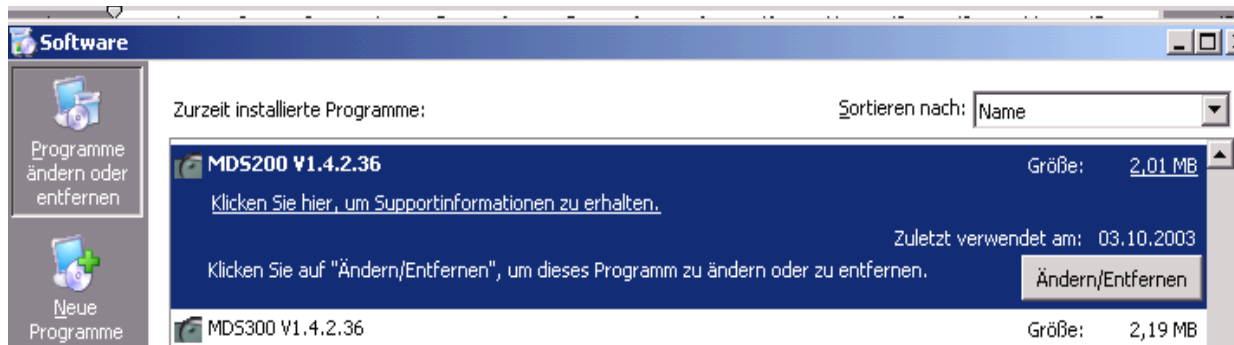 Software
Zurzeit installierte Programme:
Sortieren nach: Name
Programme
ändern oder
entfernen
MDS200 V1.4.2.36
Größe: 2,01 MB
Klicken Sie hier, um Supportinformationen zu erhalten.
Zuletzt verwendet am: 03.10.2003
Klicken Sie auf "Ändern/Entfernen", um dieses Programm zu ändern oder zu entfernen.
Ändern/Entfernen
Neue
Programme
MDS300 V1.4.2.36
Größe: 2,19 MB